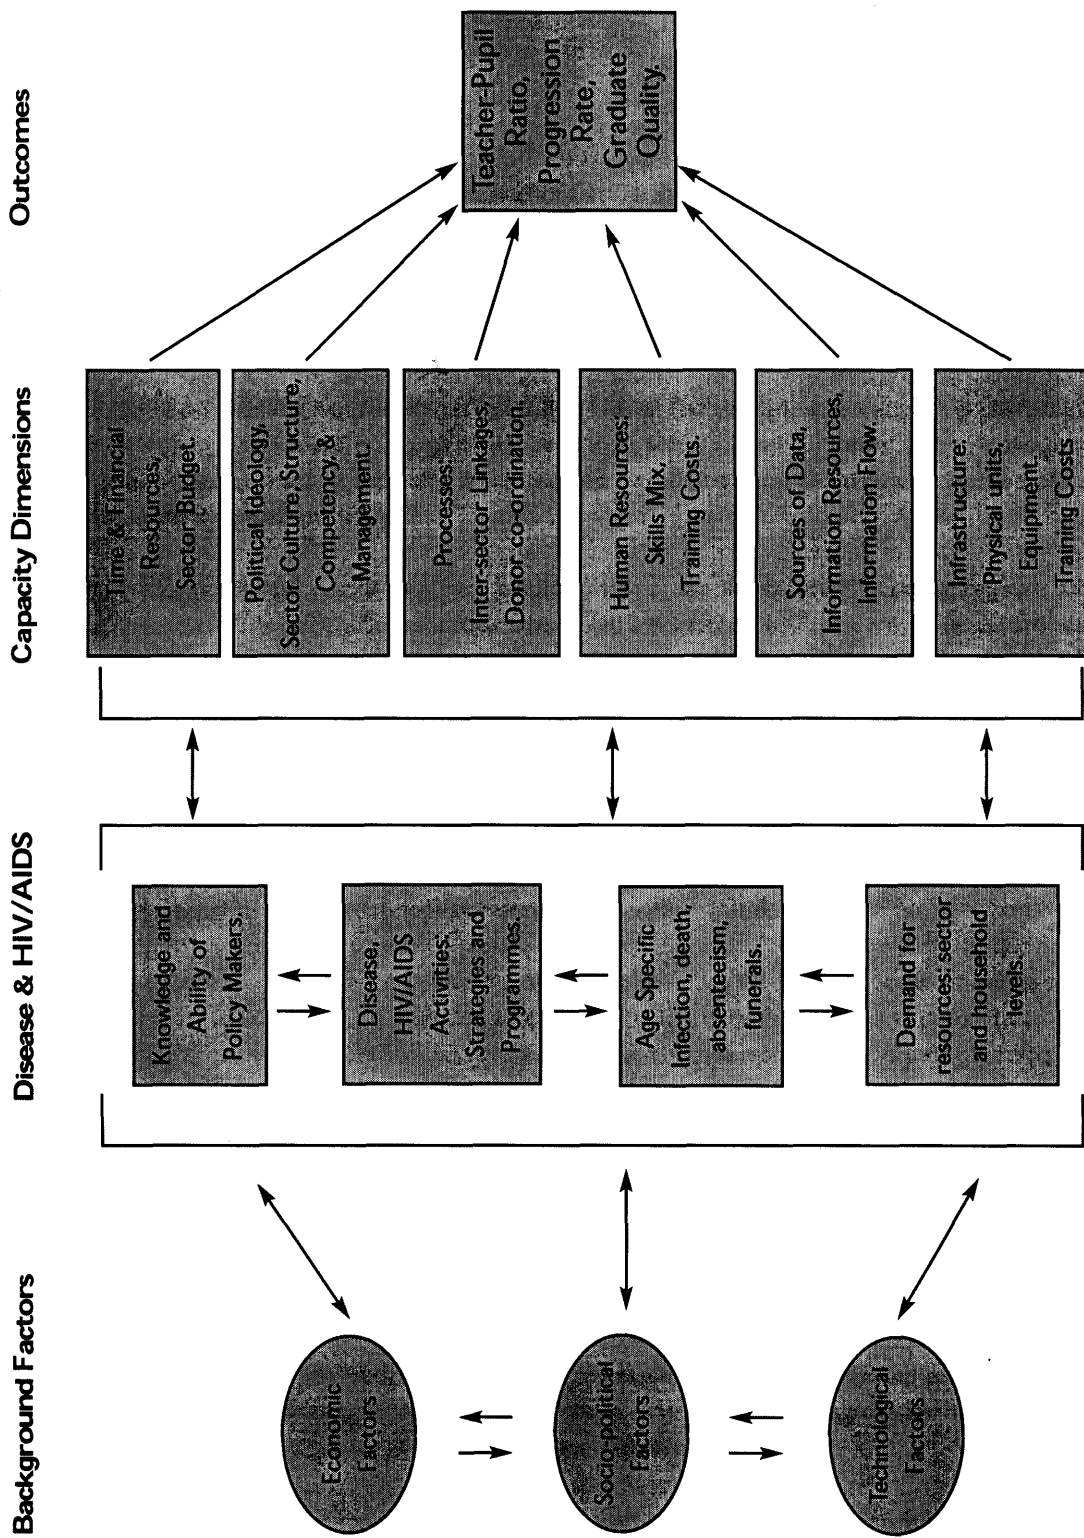 Background Factors
Disease & HIV/AIDS
Capacity Dimensions
Outcomes
Economic
Factors
Socio-political
Factors
Technological
Factors
Knowledge and
Ability of
Policy Makers.
Disease,
HIV/AIDS
Activities:
Strategies and
Programmes.
Age Specific
Infection, death,
absenteeism,
funerals.
Demand for
resources: sector
and household
levels.
Time & Financial
Resources,
Sector Budget.
Political Ideology,
Sector Culture, Structure,
Competency, &
Management.
Processes:
Inter-sector Linkages,
Donor co-ordination.
Human Resources:
Skills Mix,
Training Costs.
Sources of Data,
Information Resources,
Information Flow.
Infrastructure:
Physical units,
Equipment.
Training Costs
Teacher-Pupil
Ratio,
Progression
Rate,
Graduate
Quality.